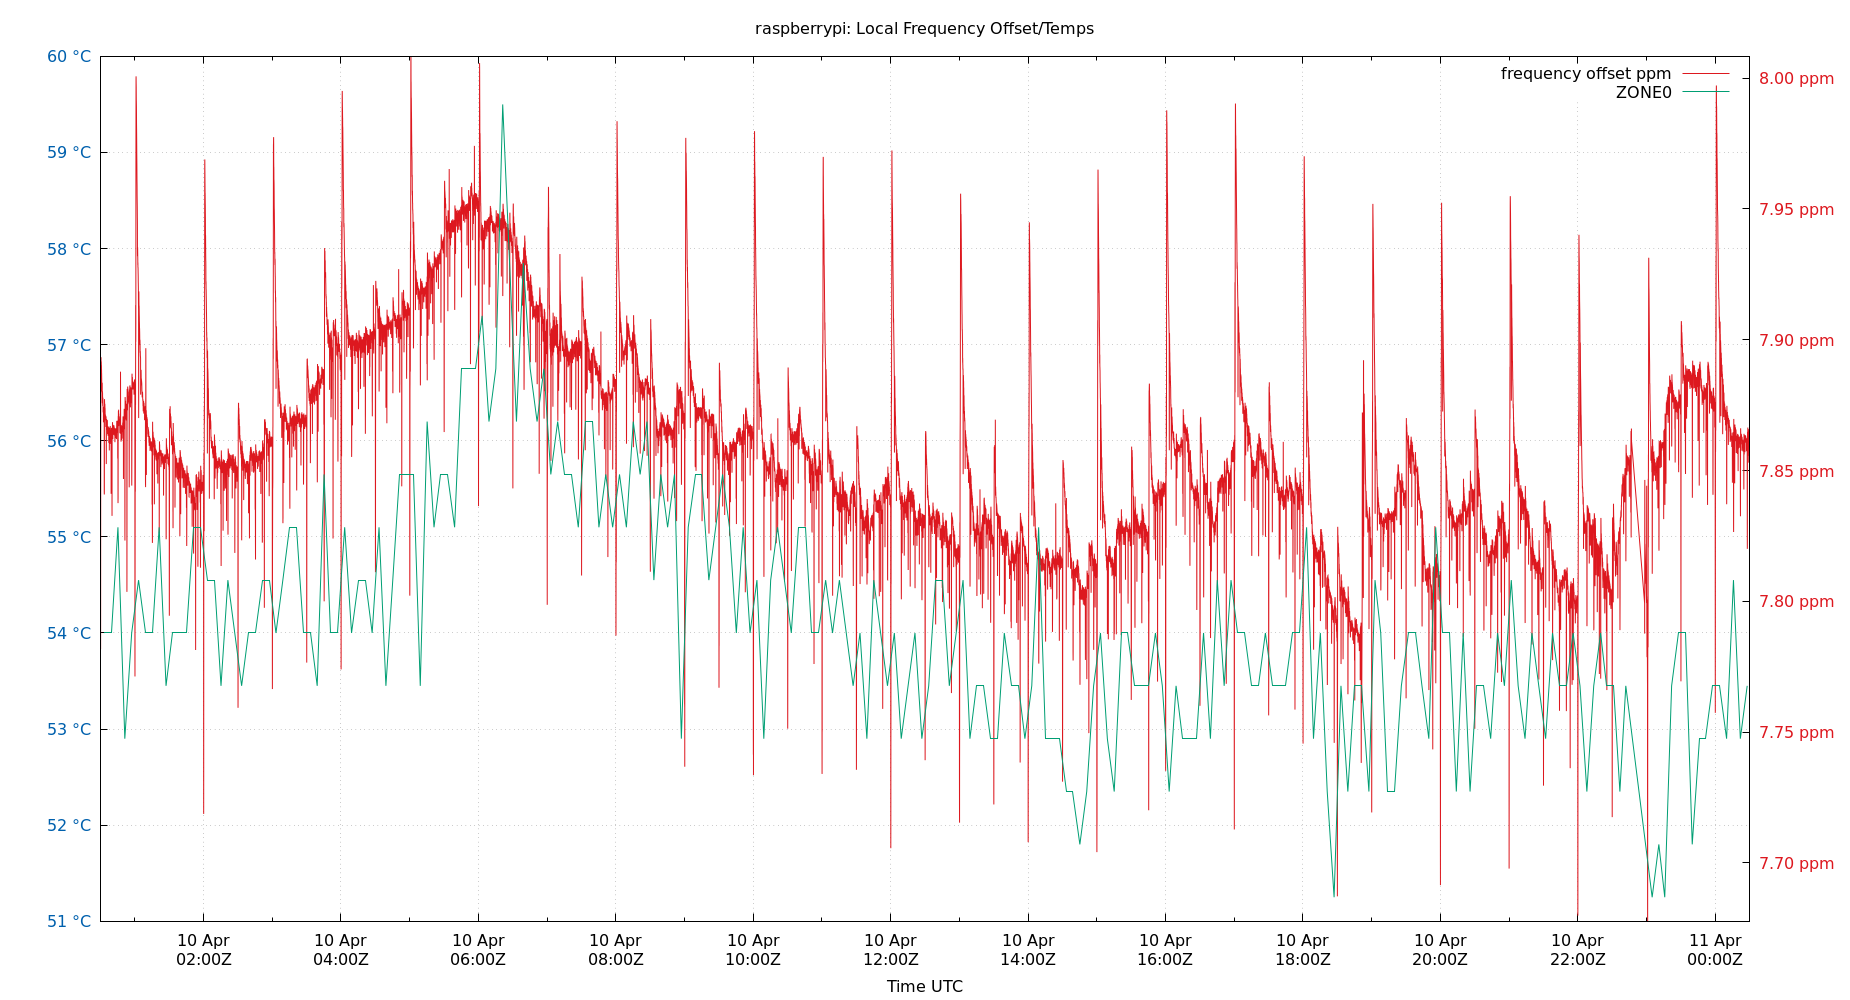 raspberrypi: Local Frequency Offset/Temps
60 °C
59 °C
58 °C
57 °C
56 °C
55 °C
54 °C
53 °C
52 °C
51 °C
frequency offset ppm
ZONE0
8.00 ppm
7.95 ppm
7.90 ppm
7.85 ppm
7.80 ppm
7.75 ppm
7.70 ppm
10 Apr
02:00Z
10 Apr
04:00Z
10 Apr
06:00Z
10 Apr
08:00Z
10 Apr
10:00Z
10 Apr
12:00Z
10 Apr
14:00Z
10 Apr
16:00Z
10 Apr
18:00Z
10 Apr
20:00Z
10 Apr
22:00Z
11 Apr
00:00Z
Time UTC